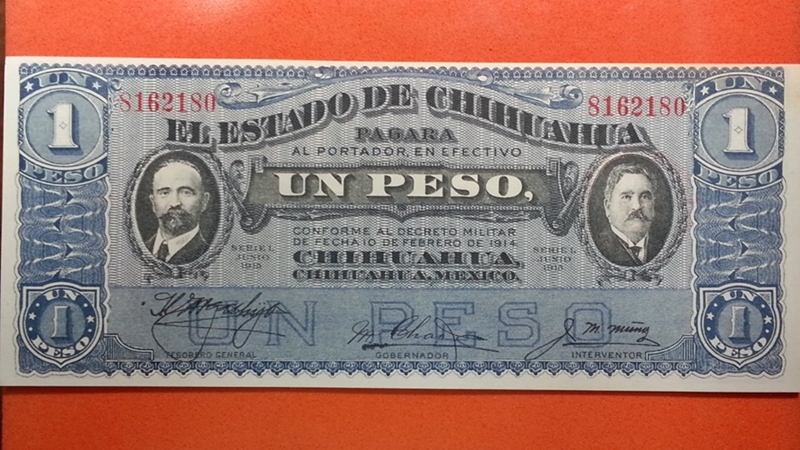 UN 1 PESO
8162180
8162180
UN 1 PESO
EL ESTADO DE CHIHUAHUA
PAGARA
AL PORTADOR, EN EFECTIVO
UN PESO,
CONFORME AL DECRETO MILITAR
DE FECHA 10 DE FEBRERO DE 1914.
SERIE L
JUNIO
1915
SERIE L
JUNIO
1915
CHIHUAHUA,
CHIHUAHUA, MEXICO.
UN PESO
UN 1 PESO
UN 1 PESO
J. M. Muñoz
TESORERO GENERAL
GOBERNADOR
INTERVENTOR